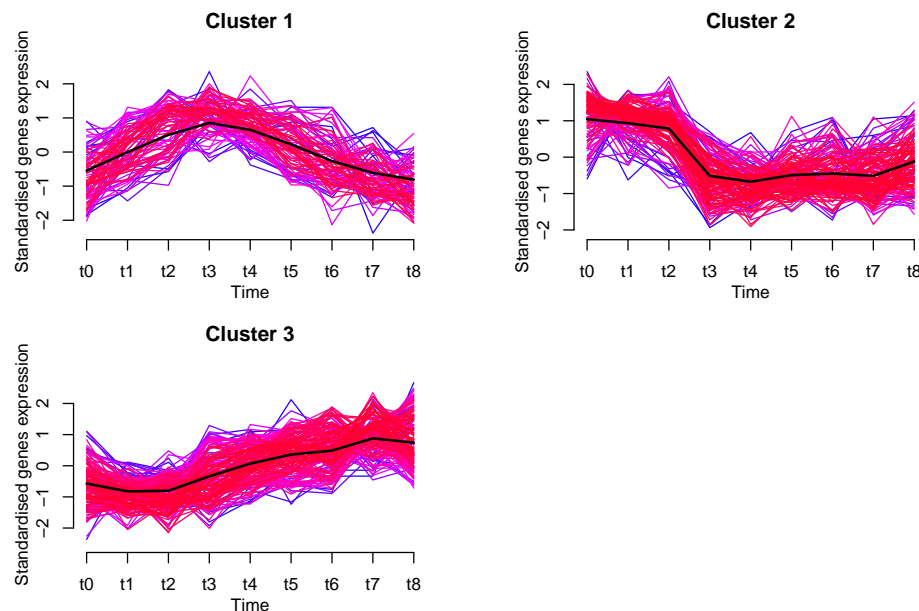 Cluster 1
Standardised genes expression
2
1
0
−1
−2
t0 t1 t2 t3 t4 t5 t6 t7 t8
Time
Cluster 2
Standardised genes expression
2
1
0
−1
−2
t0 t1 t2 t3 t4 t5 t6 t7 t8
Time
Cluster 3
Standardised genes expression
2
1
0
−1
−2
t0 t1 t2 t3 t4 t5 t6 t7 t8
Time